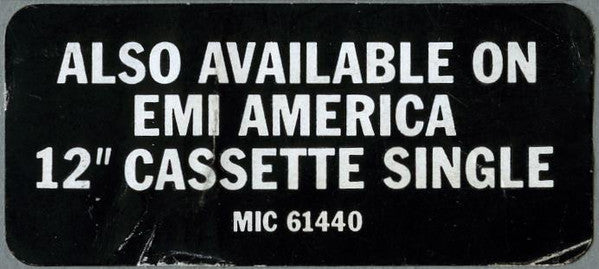 ALSO AVAILABLE ON
EMI AMERICA
12" CASSETTE SINGLE
MIC 61440